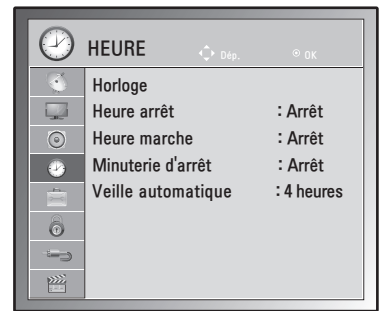 HEURE Dép. OK
Horloge
Heure arrêt : Arrêt
Heure marche : Arrêt
Minuterie d'arrêt : Arrêt
Veille automatique : 4 heures